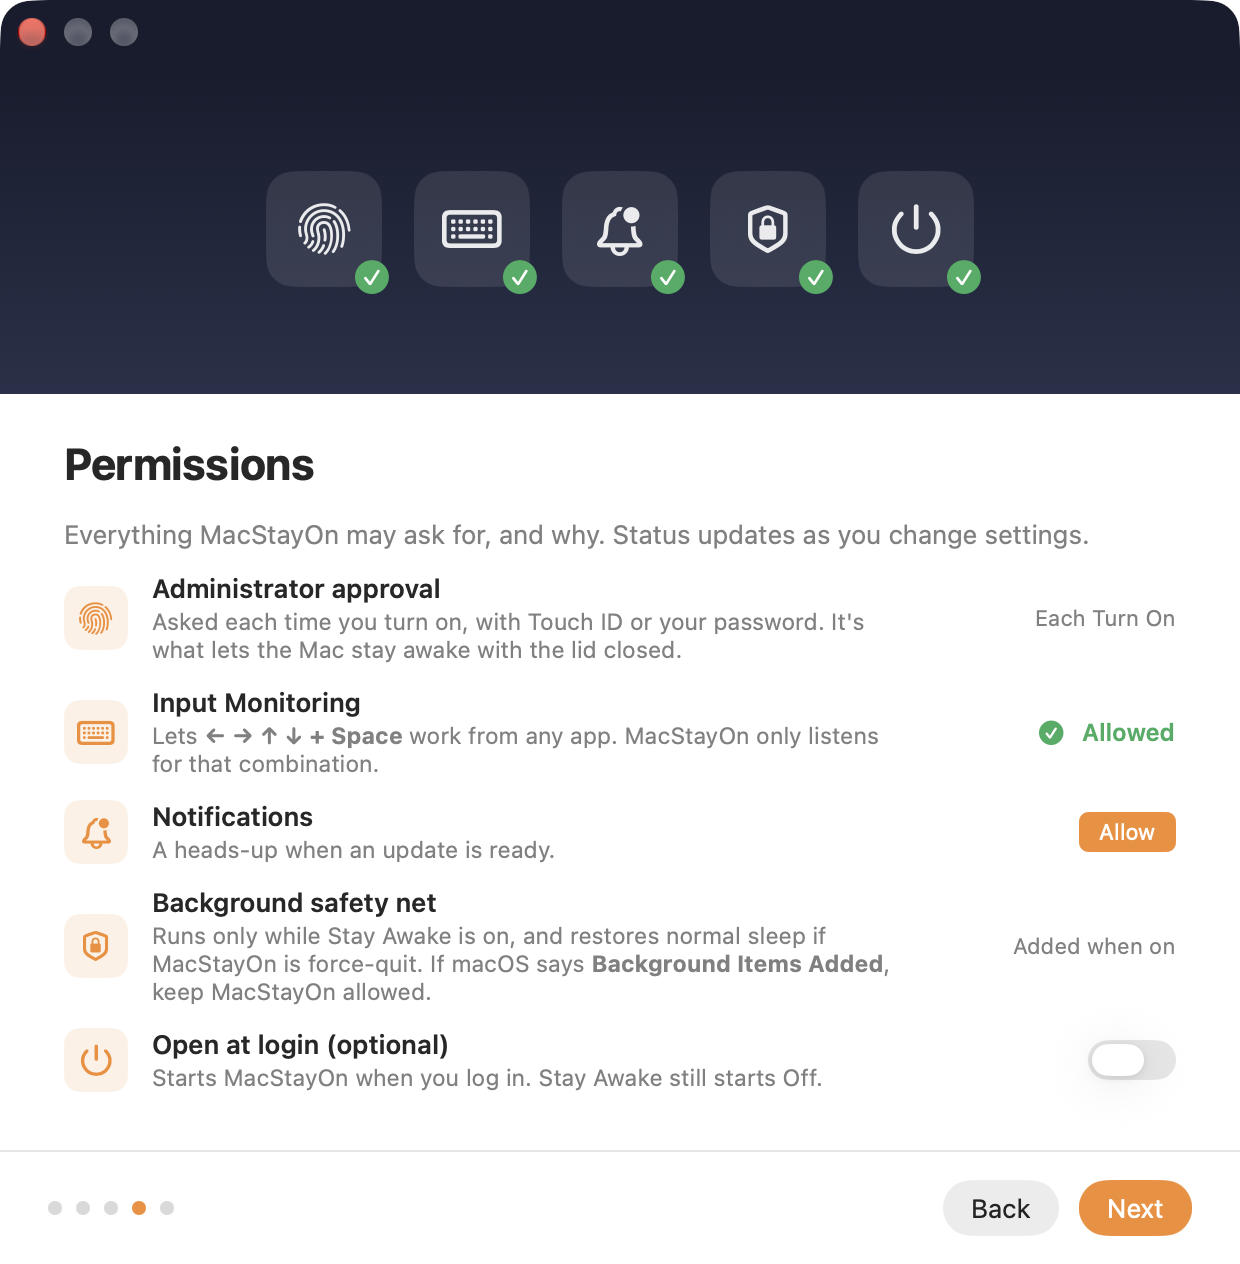 Permissions
Everything MacStayOn may ask for, and why. Status updates as you change settings.
Administrator approval
Asked each time you turn on, with Touch ID or your password. It's
what lets the Mac stay awake with the lid closed.
Each Turn On
Input Monitoring
Lets ← → ↑ ↓ + Space work from any app. MacStayOn only listens
for that combination.
Allowed
Notifications
A heads-up when an update is ready.
Allow
Background safety net
Runs only while Stay Awake is on, and restores normal sleep if
MacStayOn is force-quit. If macOS says Background Items Added,
keep MacStayOn allowed.
Added when on
Open at login (optional)
Starts MacStayOn when you log in. Stay Awake still starts Off.
Back
Next